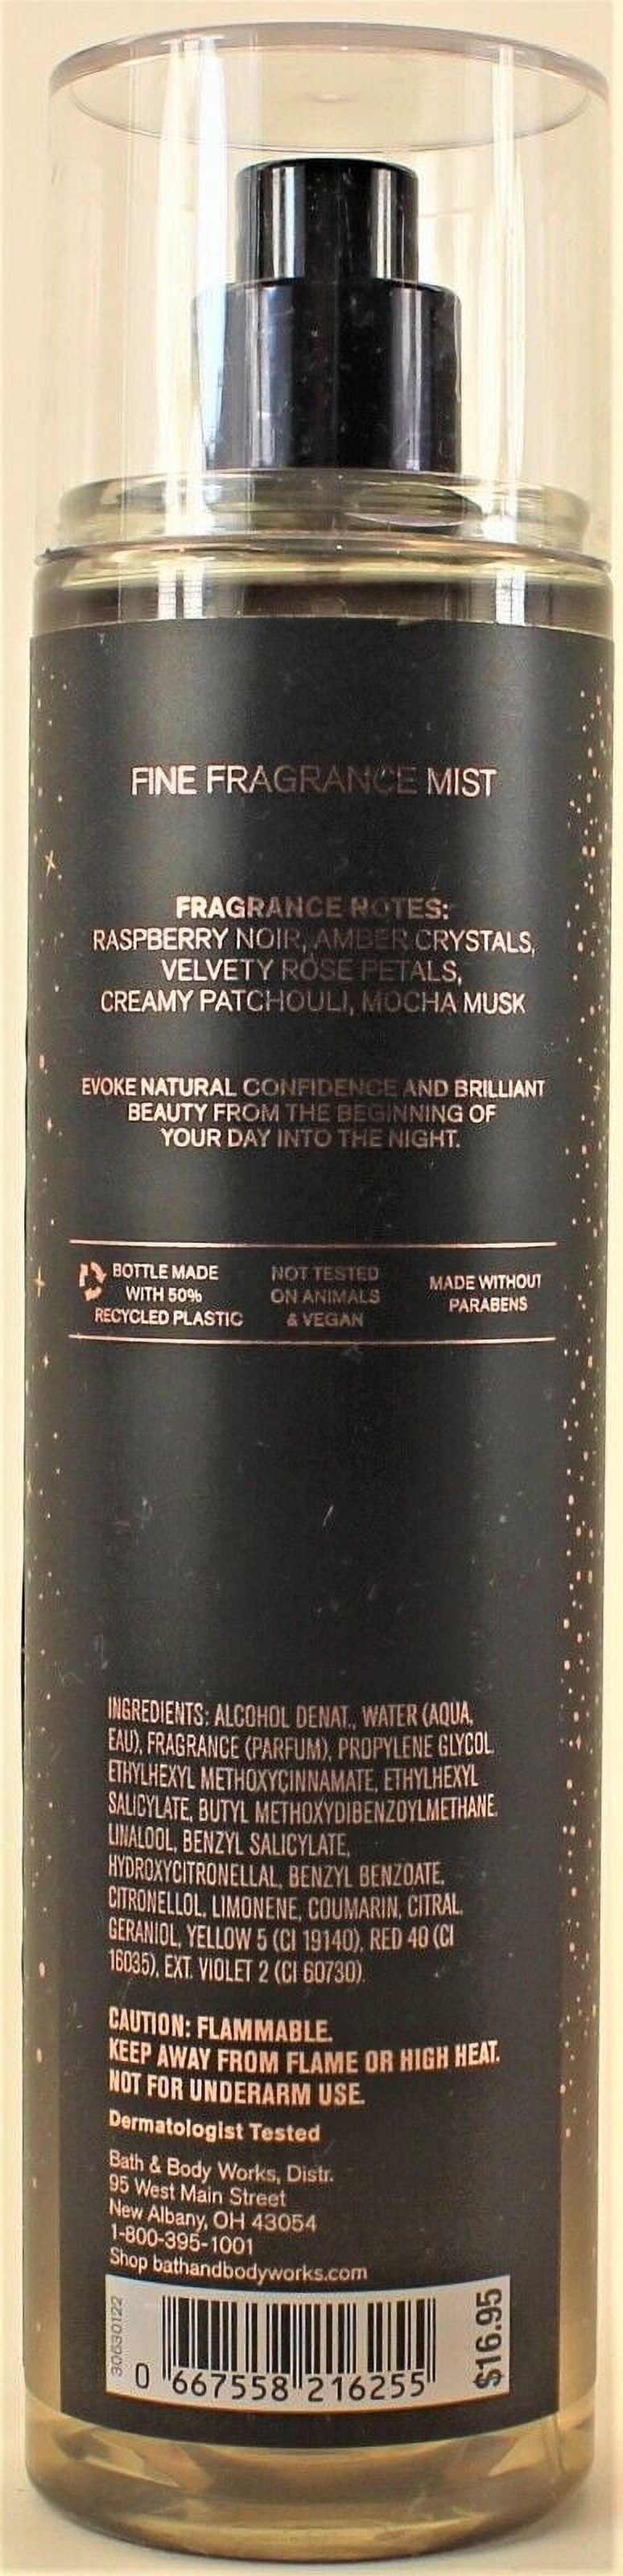 FINE FRAGRANCE MIST
FRAGRANCE NOTES:
RASPBERRY NOIR, AMBER CRYSTALS,
VELVETY ROSE PETALS,
CREAMY PATCHOULI, MOCHA MUSK
EVOKE NATURAL CONFIDENCE AND BRILLIANT
BEAUTY FROM THE BEGINNING OF
YOUR DAY INTO THE NIGHT.
BOTTLE MADE
WITH 50%
RECYCLED PLASTIC
NOT TESTED
ON ANIMALS
& VEGAN
MADE WITHOUT
PARABENS
INGREDIENTS: ALCOHOL DENAT., WATER (AQUA,
EAU), FRAGRANCE (PARFUM), PROPYLENE GLYCOL,
ETHYLHEXYL METHOXYCINNAMATE, ETHYLHEXYL
SALICYLATE, BUTYL METHOXYDIBENZOYLMETHANE,
LINALOOL, BENZYL SALICYLATE,
HYDROXYCITRONELLAL, BENZYL BENZOATE,
CITRONELLOL, LIMONENE, COUMARIN, CITRAL,
GERANIOL, YELLOW 5 (CI 19140), RED 40 (CI
16035), EXT. VIOLET 2 (CI 60730).
CAUTION: FLAMMABLE.
KEEP AWAY FROM FLAME OR HIGH HEAT.
NOT FOR UNDERARM USE.
Dermatologist Tested
Bath & Body Works, Distr.
95 West Main Street
New Albany, OH 43054
1-800-395-1001
Shop bathandbodyworks.com
30630122
0 667558 216255
$16.95